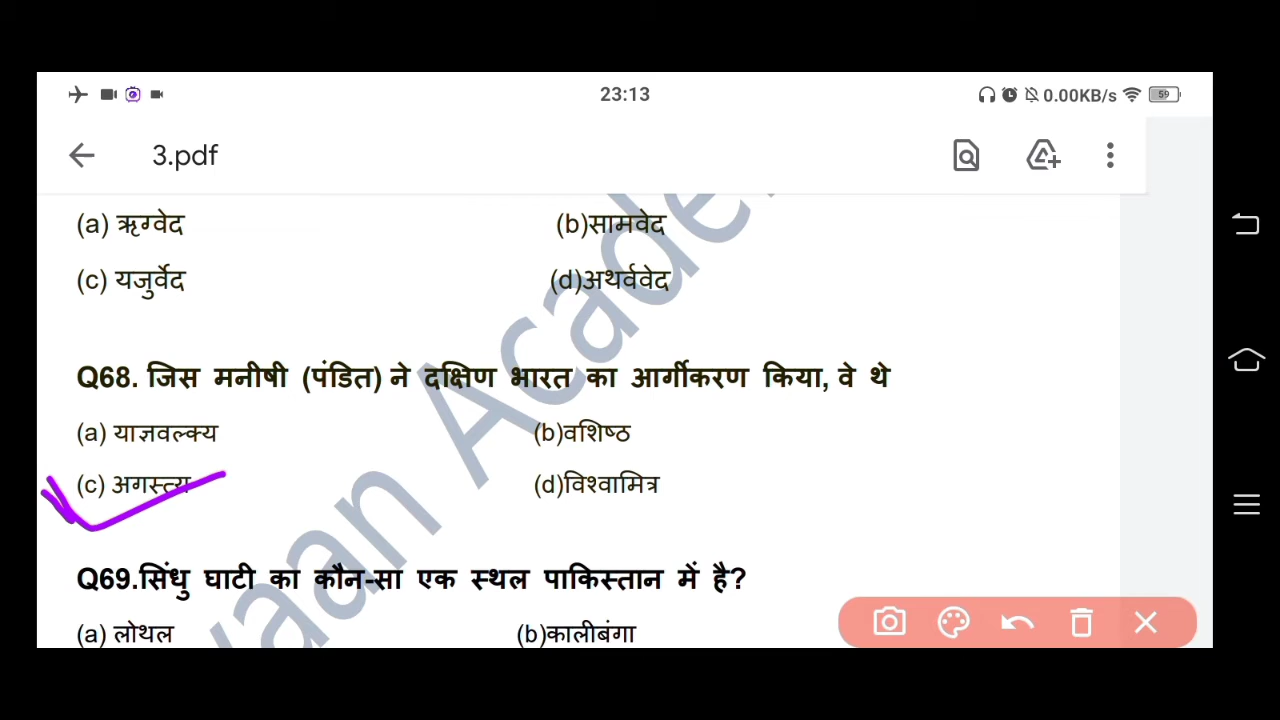 23:13
0.00KB/s
59
3.pdf
(a) ऋग्वेद (b)सामवेद
(c) यजुर्वेद (d)अथर्ववेद
Q68. जिस मनीषी (पंडित) ने दक्षिण भारत का आर्गीकरण किया, वे थे
(a) याज्ञवल्क्य (b)वशिष्ठ
(c) अगस्त्य (d)विश्वामित्र
Q69.सिंधु घाटी का कौन-सा एक स्थल पाकिस्तान में है?
(a) लोथल (b)कालीबंगा